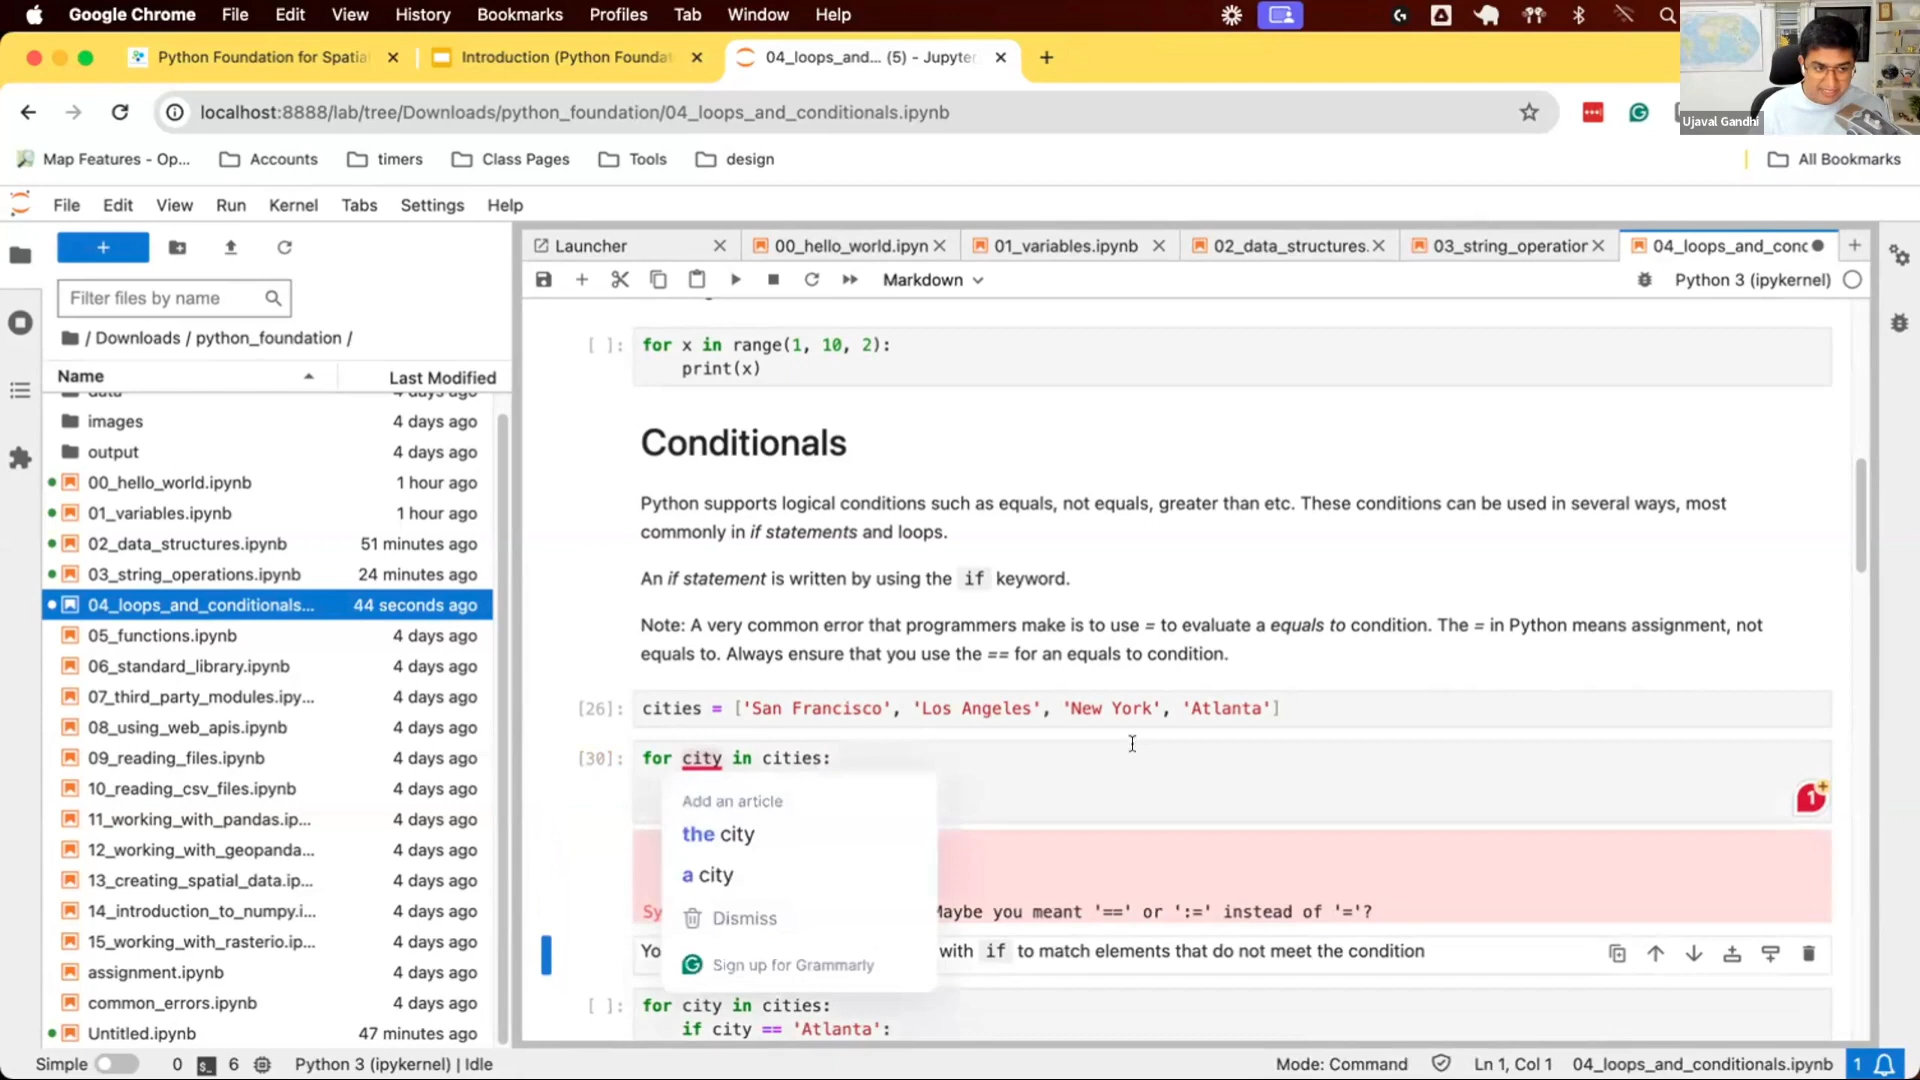 Google Chrome File Edit View History Bookmarks Profiles Tab Window Help
Python Foundation for Spatia
Introduction (Python Foundat
04_loops_and... (5) - Jupyte
localhost:8888/lab/tree/Downloads/python_foundation/04_loops_and_conditionals.ipynb
Ujaval Gandhi
Map Features - Op... Accounts timers Class Pages Tools design All Bookmarks
File Edit View Run Kernel Tabs Settings Help
Launcher 00_hello_world.ipyn 01_variables.ipynb 02_data_structures. 03_string_operation 04_loops_and_conc
Markdown Python 3 (ipykernel)
Filter files by name
/ Downloads / python_foundation /
Name Last Modified
data 4 days ago
images 4 days ago
output 4 days ago
00_hello_world.ipynb 1 hour ago
01_variables.ipynb 1 hour ago
02_data_structures.ipynb 51 minutes ago
03_string_operations.ipynb 24 minutes ago
04_loops_and_conditionals... 44 seconds ago
05_functions.ipynb 4 days ago
06_standard_library.ipynb 4 days ago
07_third_party_modules.ipy... 4 days ago
08_using_web_apis.ipynb 4 days ago
09_reading_files.ipynb 4 days ago
10_reading_csv_files.ipynb 4 days ago
11_working_with_pandas.ip... 4 days ago
12_working_with_geopanda... 4 days ago
13_creating_spatial_data.ip... 4 days ago
14_introduction_to_numpy.i... 4 days ago
15_working_with_rasterio.ip... 4 days ago
assignment.ipynb 4 days ago
common_errors.ipynb 4 days ago
Untitled.ipynb 47 minutes ago
[ ]: for x in range(1, 10, 2):
print(x)
Conditionals
Python supports logical conditions such as equals, not equals, greater than etc. These conditions can be used in several ways, most
commonly in if statements and loops.
An if statement is written by using the if keyword.
Note: A very common error that programmers make is to use = to evaluate a equals to condition. The = in Python means assignment, not
equals to. Always ensure that you use the == for an equals to condition.
[26]: cities = ['San Francisco', 'Los Angeles', 'New York', 'Atlanta']
[30]: for city in cities:
Add an article
1
the city
a city
Sy Maybe you meant '==' or ':=' instead of '='?
Dismiss
Yo with if to match elements that do not meet the condition
Sign up for Grammarly
[ ]: for city in cities:
if city == 'Atlanta':
Simple 0 6 Python 3 (ipykernel) | Idle Mode: Command Ln 1, Col 1 04_loops_and_conditionals.ipynb 1